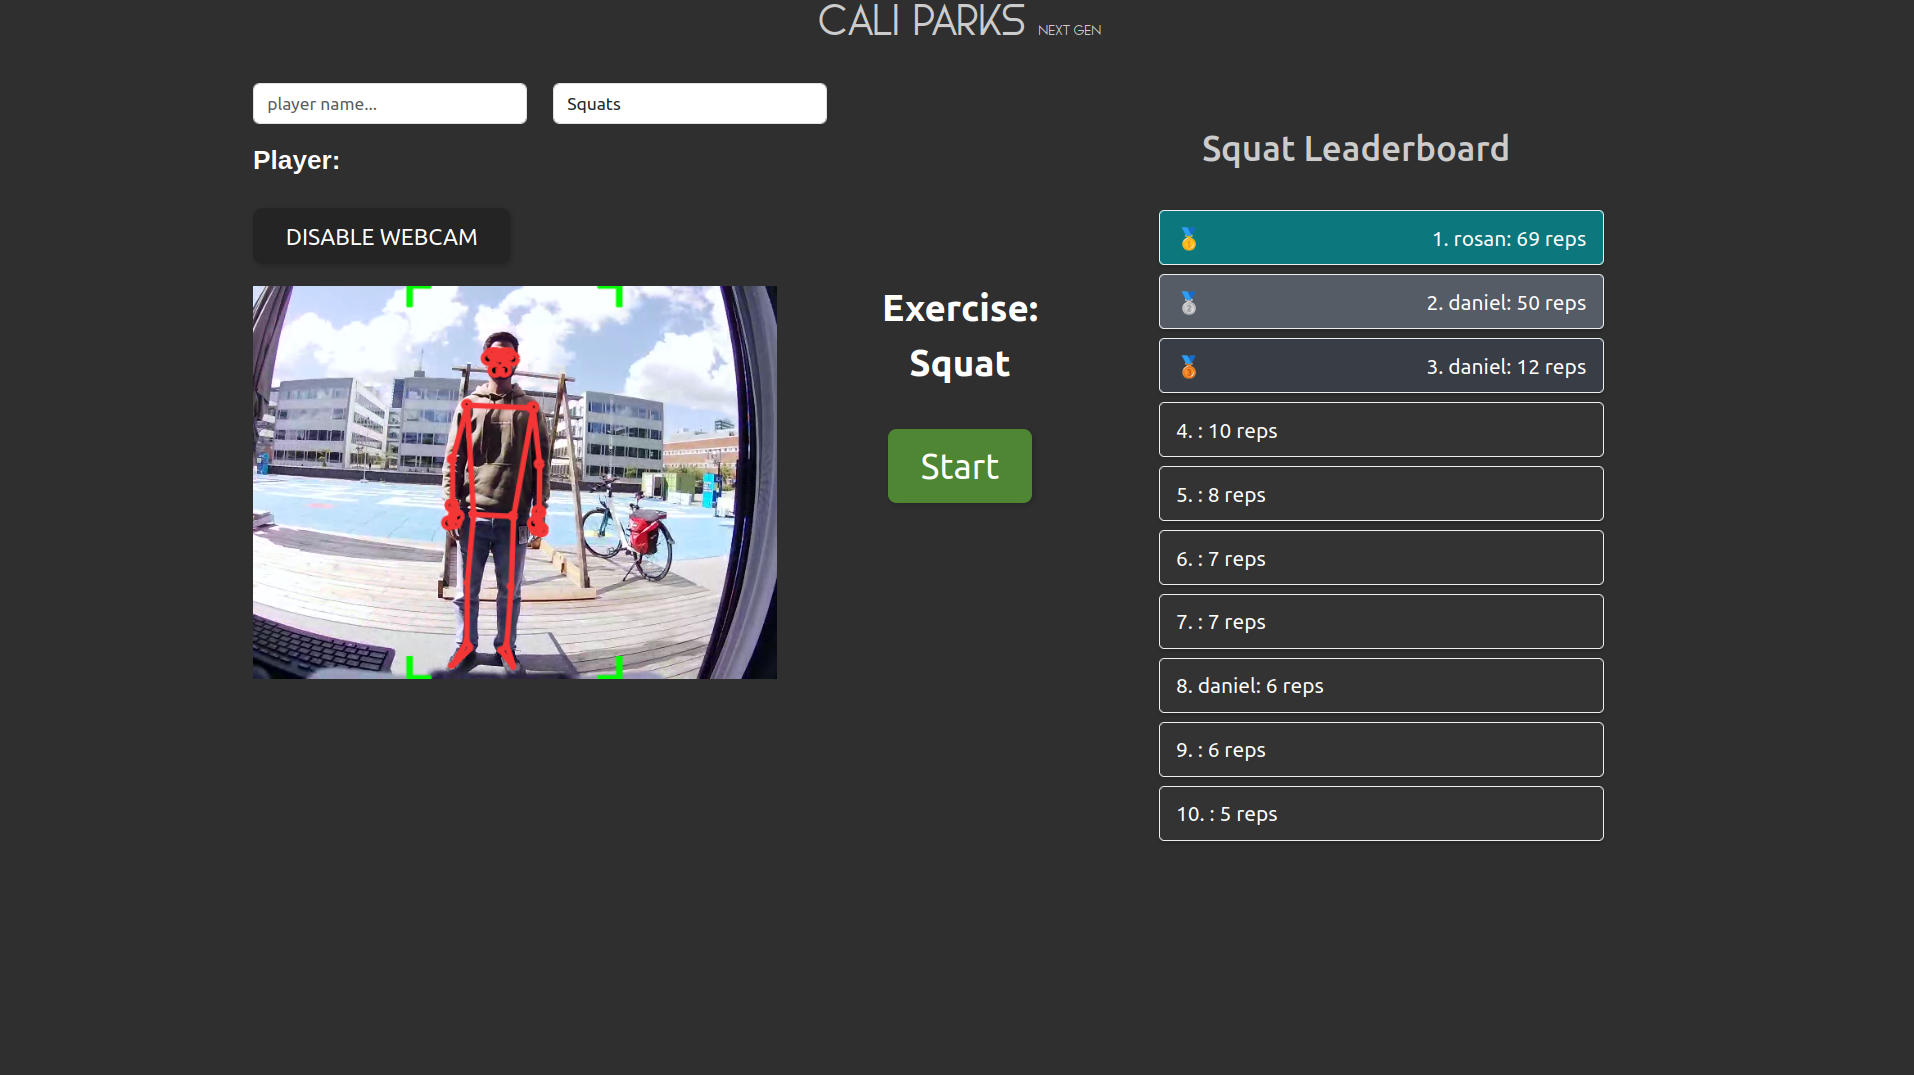 CALI PARKS NEXT GEN
player name...
Squats
Player:
DISABLE WEBCAM
Exercise:
Squat
Start
Squat Leaderboard
1. rosan: 69 reps
2. daniel: 50 reps
3. daniel: 12 reps
4. : 10 reps
5. : 8 reps
6. : 7 reps
7. : 7 reps
8. daniel: 6 reps
9. : 6 reps
10. : 5 reps